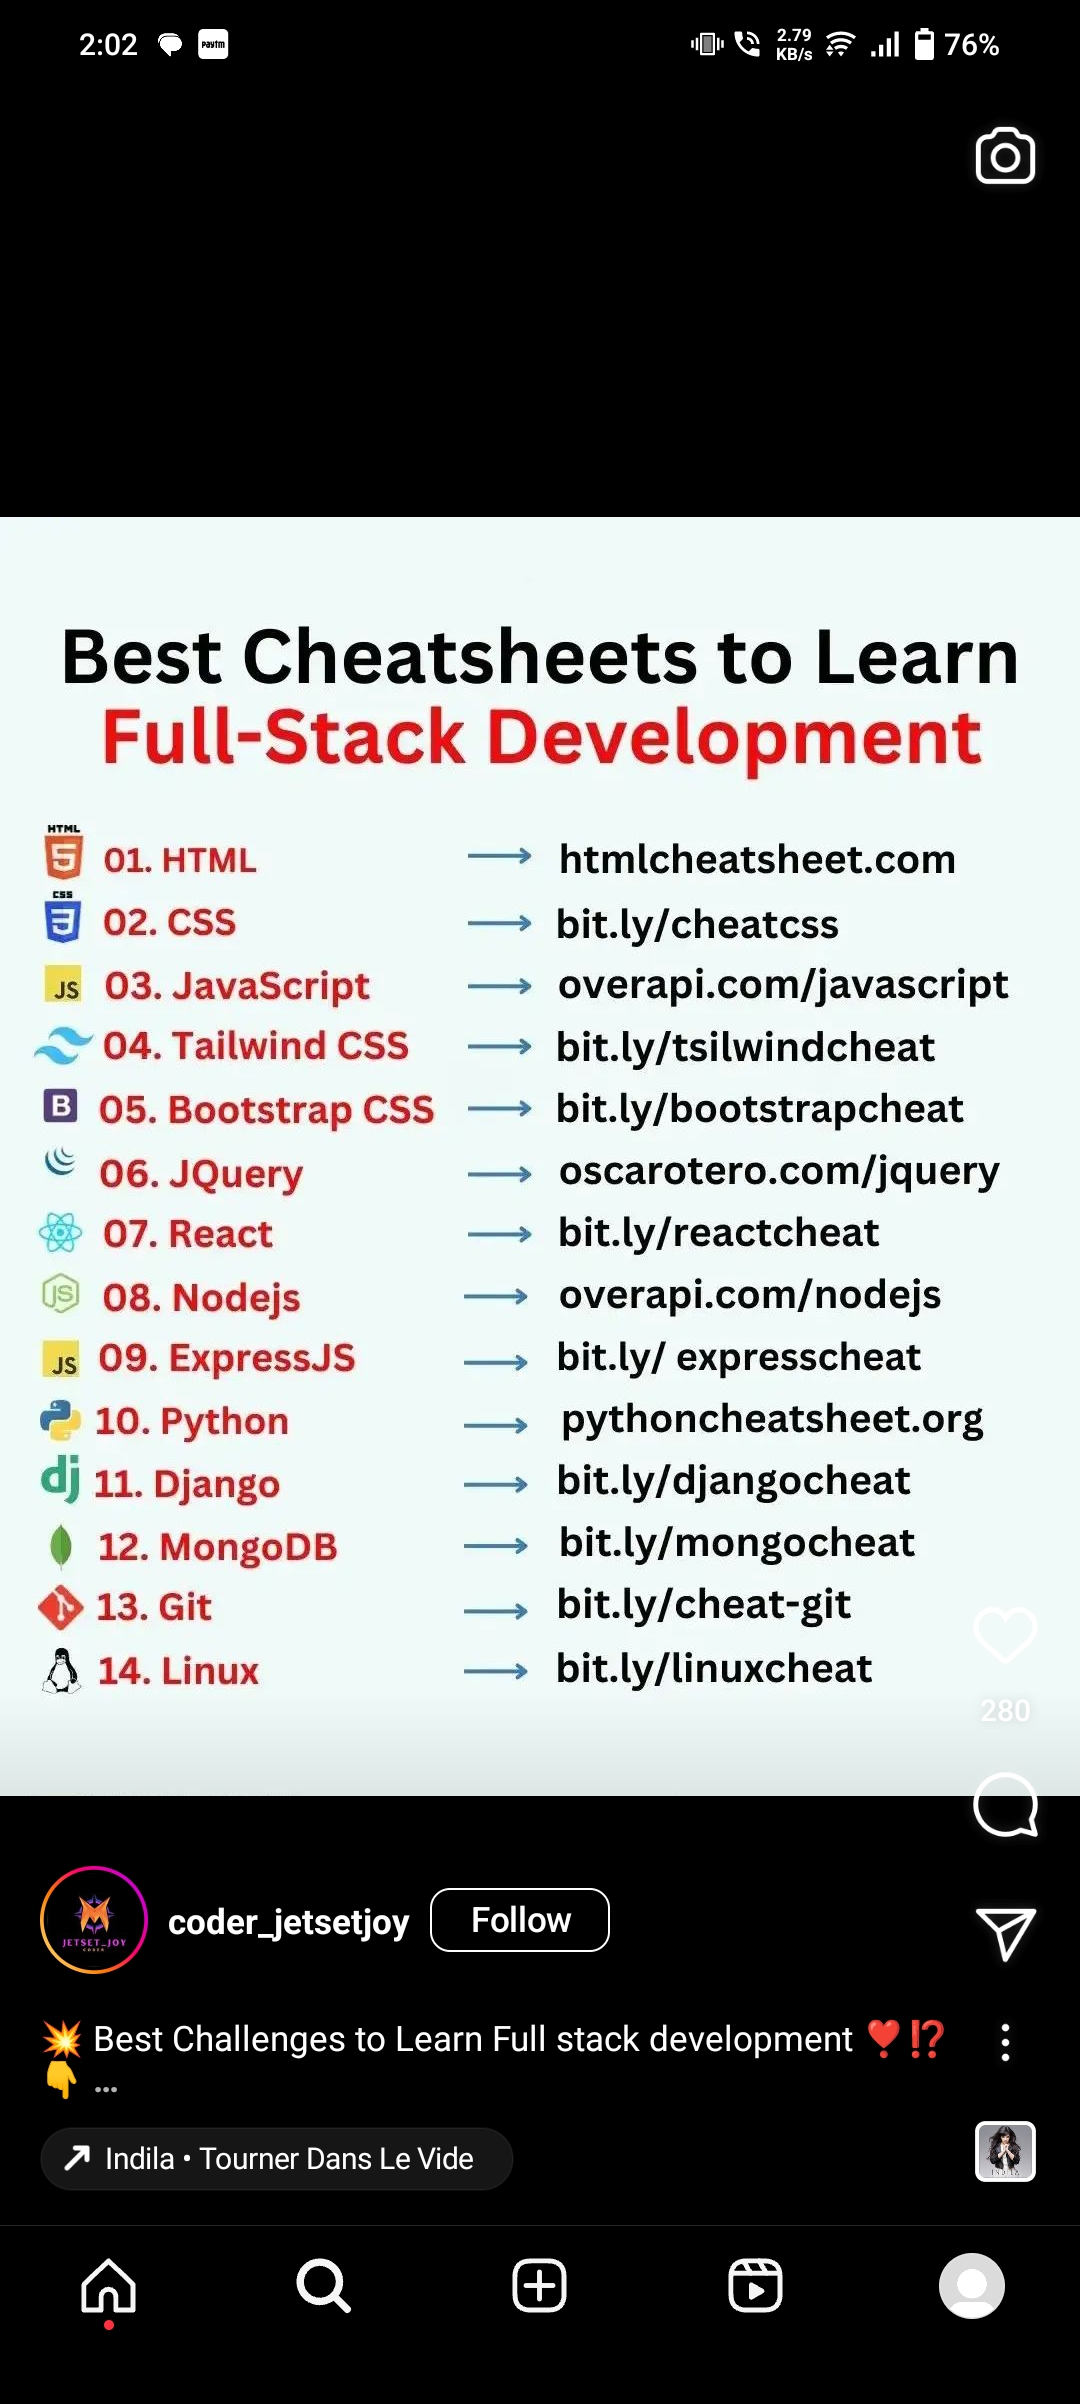 2:02 Paytm 2.79 KB/s 76%
Best Cheatsheets to Learn
Full-Stack Development
HTML 01. HTML → htmlcheatsheet.com
CSS 02. CSS → bit.ly/cheatcss
JS 03. JavaScript → overapi.com/javascript
04. Tailwind CSS → bit.ly/tsilwindcheat
B 05. Bootstrap CSS → bit.ly/bootstrapcheat
06. JQuery → oscarotero.com/jquery
07. React → bit.ly/reactcheat
JS 08. Nodejs → overapi.com/nodejs
JS 09. ExpressJS → bit.ly/ expresscheat
10. Python → pythoncheatsheet.org
dj 11. Django → bit.ly/djangocheat
12. MongoDB → bit.ly/mongocheat
13. Git → bit.ly/cheat-git
14. Linux → bit.ly/linuxcheat
280
JETSET_JOY
CODER
coder_jetsetjoy Follow
💥 Best Challenges to Learn Full stack development ❣️⁉️
👇 ...
Indila • Tourner Dans Le Vide
INDILA